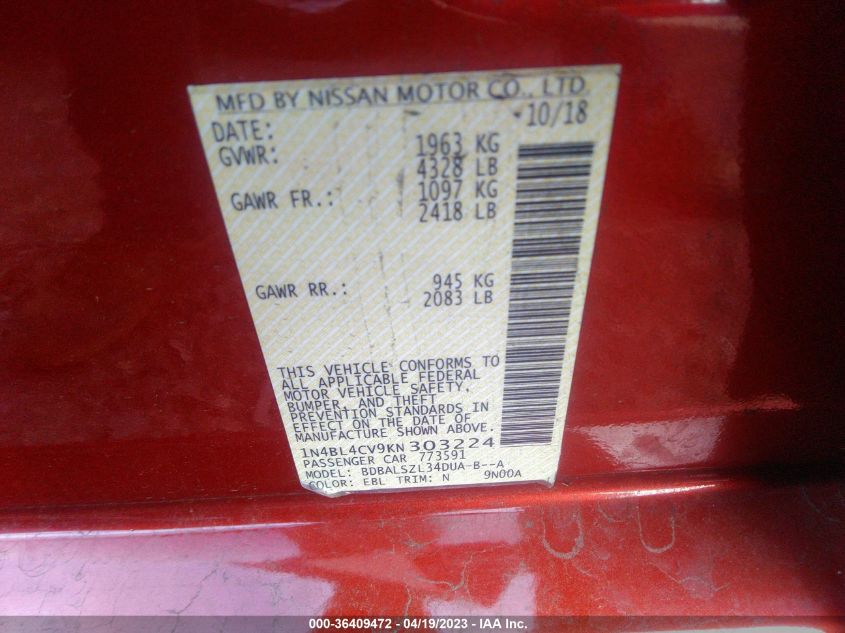 MFD BY NISSAN MOTOR CO., LTD.
DATE: 10/18
GVWR: 1963 KG
4328 LB
GAWR FR.: 1097 KG
2418 LB
GAWR RR.: 945 KG
2083 LB
THIS VEHICLE CONFORMS TO
ALL APPLICABLE FEDERAL
MOTOR VEHICLE SAFETY,
BUMPER, AND THEFT
PREVENTION STANDARDS IN
EFFECT ON THE DATE OF
MANUFACTURE SHOWN ABOVE.
1N4BL4CV9KN303224
PASSENGER CAR 773591
MODEL: BDBALSZL34DUA-B--A
COLOR: EBL TRIM: N 9N00A
000-36409472 - 04/19/2023 - IAA Inc.